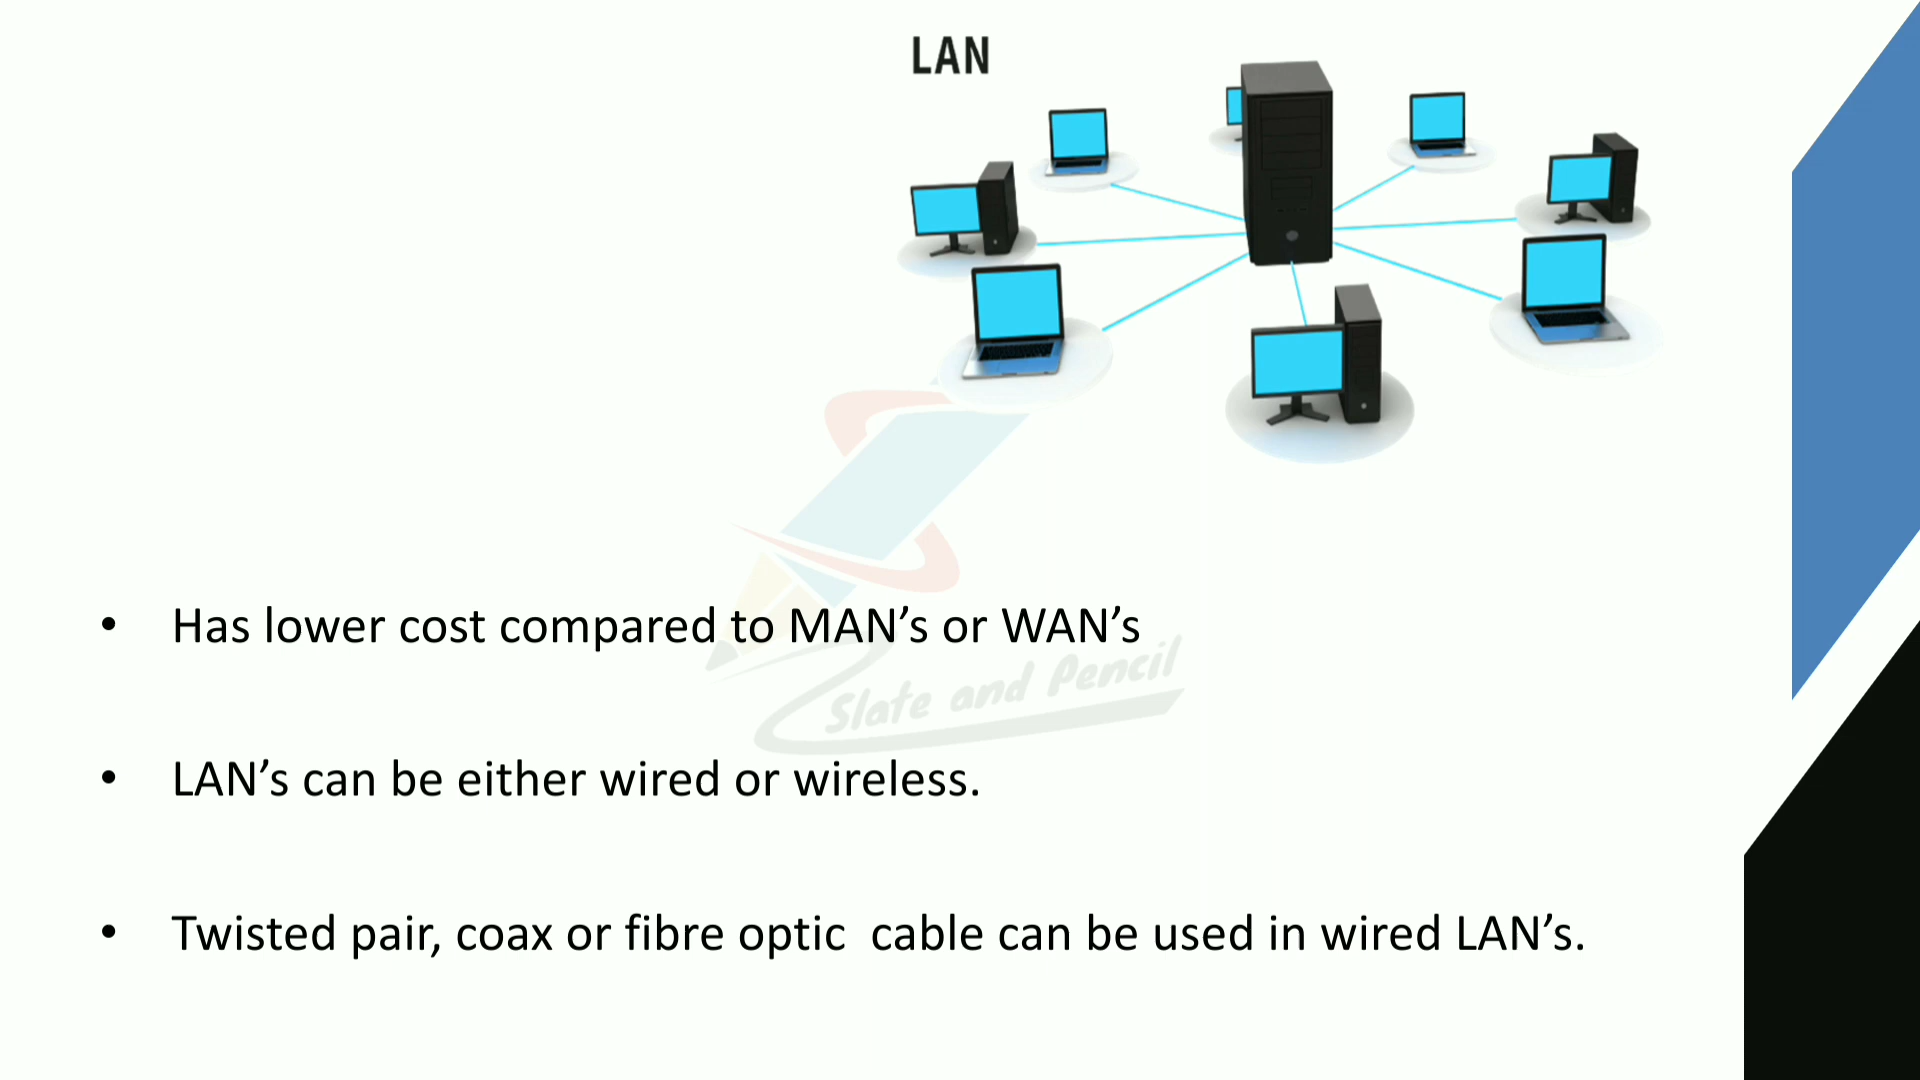 LAN
• Has lower cost compared to MAN’s or WAN’s
Slate and Pencil
• LAN’s can be either wired or wireless.
• Twisted pair, coax or fibre optic  cable can be used in wired LAN’s.